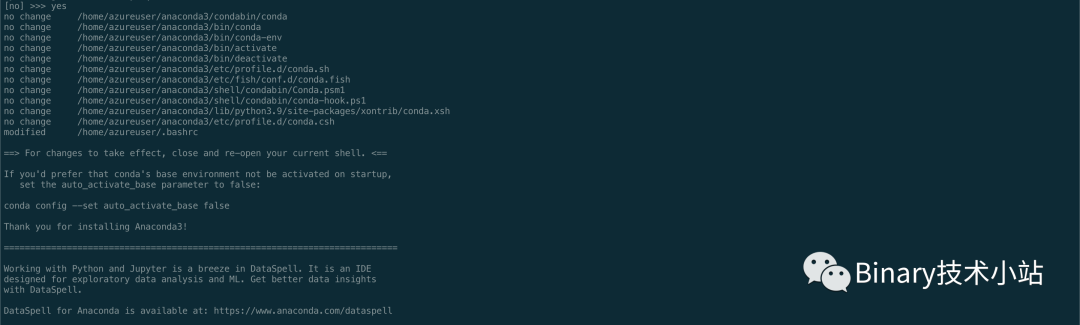 [no] >>> yes
no change     /home/azureuser/anaconda3/condabin/conda
no change     /home/azureuser/anaconda3/bin/conda
no change     /home/azureuser/anaconda3/bin/conda-env
no change     /home/azureuser/anaconda3/bin/activate
no change     /home/azureuser/anaconda3/bin/deactivate
no change     /home/azureuser/anaconda3/etc/profile.d/conda.sh
no change     /home/azureuser/anaconda3/etc/fish/conf.d/conda.fish
no change     /home/azureuser/anaconda3/shell/condabin/Conda.psm1
no change     /home/azureuser/anaconda3/shell/condabin/conda-hook.ps1
no change     /home/azureuser/anaconda3/lib/python3.9/site-packages/xontrib/conda.xsh
no change     /home/azureuser/anaconda3/etc/profile.d/conda.csh
modified      /home/azureuser/.bashrc
==> For changes to take effect, close and re-open your current shell. <==
If you'd prefer that conda's base environment not be activated on startup,
   set the auto_activate_base parameter to false:
conda config --set auto_activate_base false
Thank you for installing Anaconda3!
===========================================================================
Working with Python and Jupyter is a breeze in DataSpell. It is an IDE
designed for exploratory data analysis and ML. Get better data insights
with DataSpell.
DataSpell for Anaconda is available at: https://www.anaconda.com/dataspell
Binary技术小站